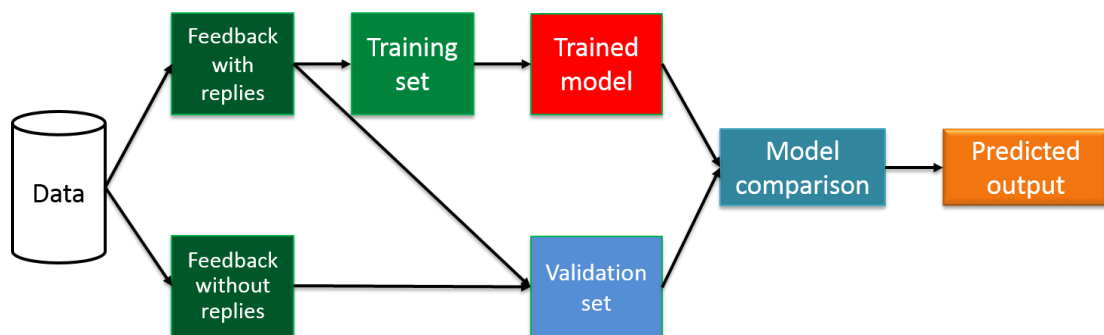 Data
Feedback
with
replies
Training
set
Trained
model
Feedback
without
replies
Validation
set
Model
comparison
Predicted
output